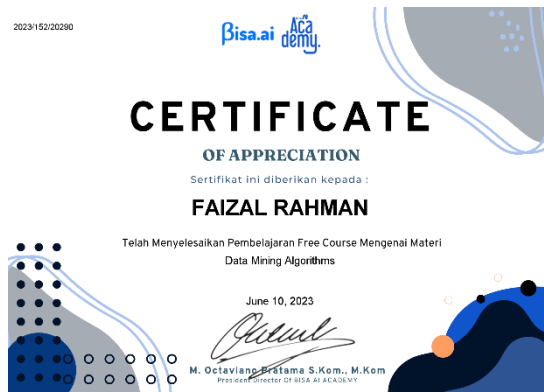 2023/152/20290
βisa.ai Academy.
CERTIFICATE
OF APPRECIATION
Sertifikat ini diberikan kepada :
FAIZAL RAHMAN
Telah Menyelesaikan Pembelajaran Free Course Mengenai Materi
Data Mining Algorithms
June 10, 2023
M. Octaviano Pratama S.Kom., M.Kom
President Director Of BISA AI ACADEMY